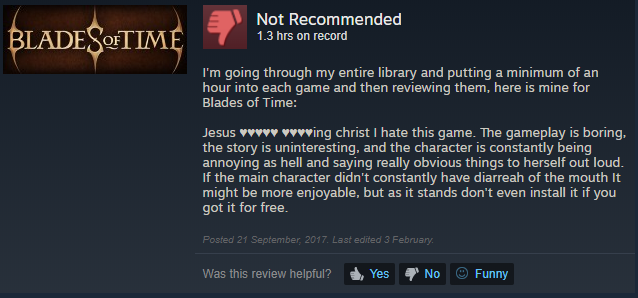 BLADES OF TIME
Not Recommended
1.3 hrs on record
I'm going through my entire library and putting a minimum of an
hour into each game and then reviewing them, here is mine for
Blades of Time:
Jesus ♥♥♥♥♥ ♥♥♥♥ing christ I hate this game. The gameplay is boring,
the story is uninteresting, and the character is constantly being
annoying as hell and saying really obvious things to herself out loud.
If the main character didn't constantly have diarreah of the mouth It
might be more enjoyable, but as it stands don't even install it if you
got it for free.
Posted 21 September, 2017. Last edited 3 February.
Was this review helpful? Yes No Funny